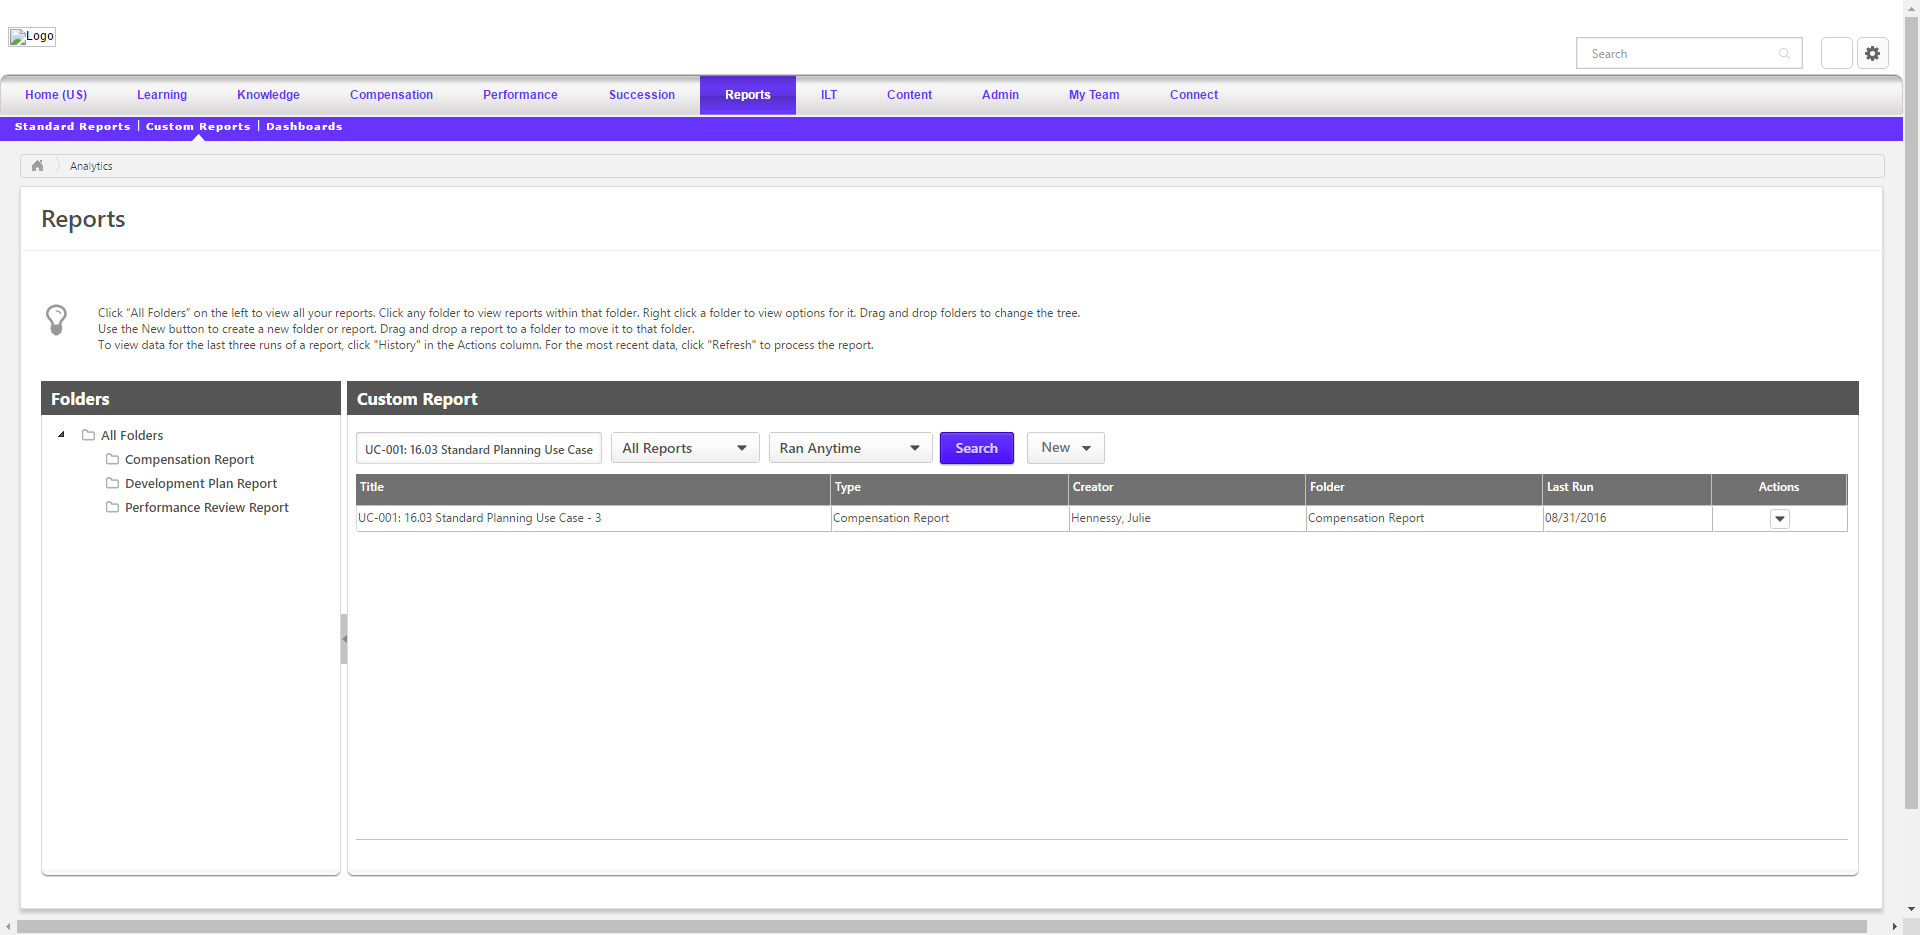 Logo
Search
Home (US) Learning Knowledge Compensation Performance Succession Reports ILT Content Admin My Team Connect
Standard Reports | Custom Reports | Dashboards
Analytics
Reports
Click "All Folders" on the left to view all your reports. Click any folder to view reports within that folder. Right click a folder to view options for it. Drag and drop folders to change the tree.
Use the New button to create a new folder or report. Drag and drop a report to a folder to move it to that folder.
To view data for the last three runs of a report, click "History" in the Actions column. For the most recent data, click "Refresh" to process the report.
Folders
All Folders
Compensation Report
Development Plan Report
Performance Review Report
Custom Report
UC-001: 16.03 Standard Planning Use Case All Reports Ran Anytime Search New
Title Type Creator Folder Last Run Actions
UC-001: 16.03 Standard Planning Use Case - 3 Compensation Report Hennessy, Julie Compensation Report 08/31/2016